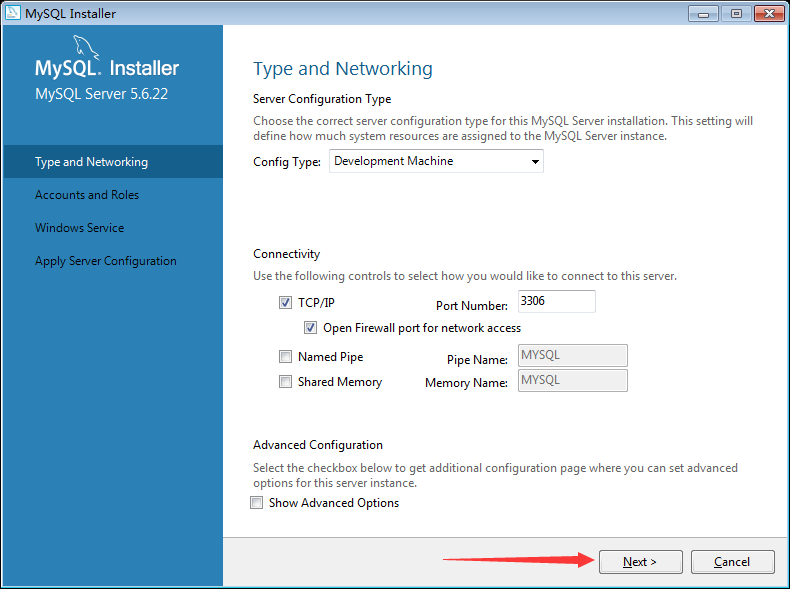 MySQL Installer
MySQL. Installer
MySQL Server 5.6.22
Type and Networking
Accounts and Roles
Windows Service
Apply Server Configuration
Type and Networking
Server Configuration Type
Choose the correct server configuration type for this MySQL Server installation. This setting will
define how much system resources are assigned to the MySQL Server instance.
Config Type: Development Machine
Connectivity
Use the following controls to select how you would like to connect to this server.
TCP/IP Port Number: 3306
Open Firewall port for network access
Named Pipe Pipe Name: MYSQL
Shared Memory Memory Name: MYSQL
Advanced Configuration
Select the checkbox below to get additional configuration page where you can set advanced
options for this server instance.
Show Advanced Options
Next > Cancel